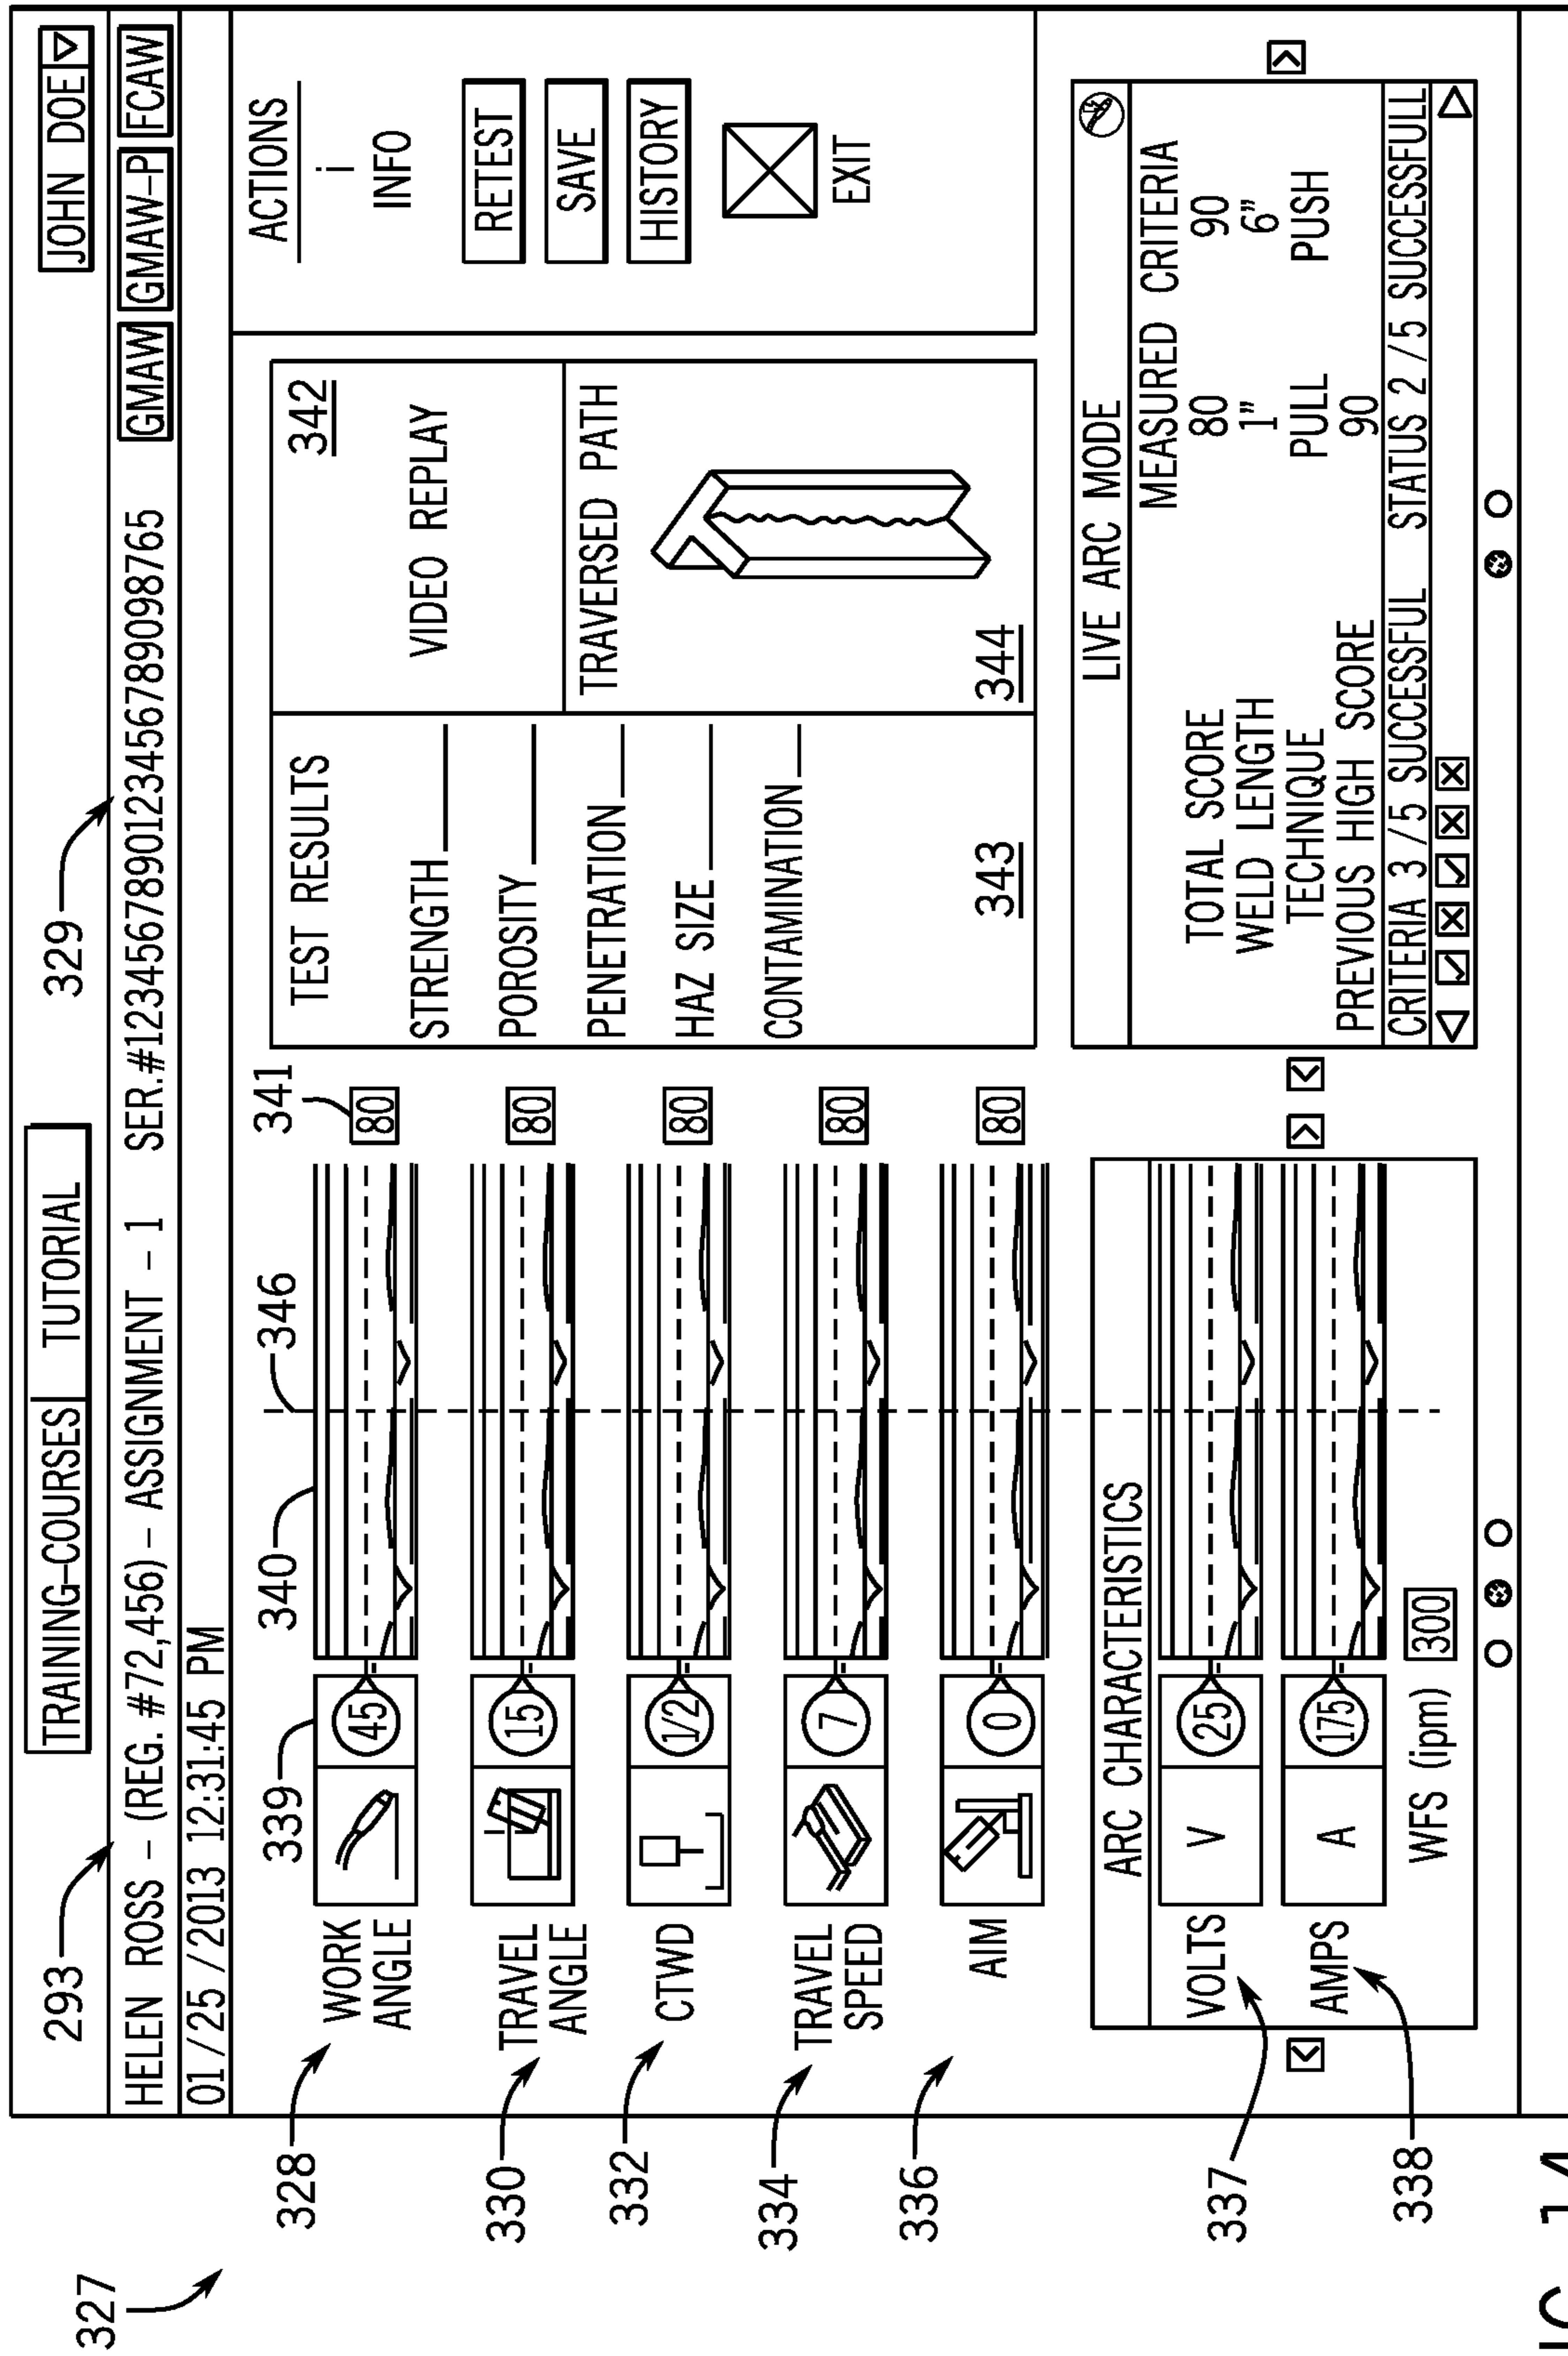 327
293
329
TRAINING-COURSES TUTORIAL
JOHN DOE
HELEN ROSS - (REG. #72,456) - ASSIGNMENT - 1 SER.#123456789012345678909 8765
GMAW GMAW-P FCAW
01/25/2013 12:31:45 PM
328
WORK ANGLE
339
45
340
346
341
80
330
TRAVEL ANGLE
15
80
332
CTWD
1/2
80
334
TRAVEL SPEED
7
80
336
AIM
0
80
TEST RESULTS
STRENGTH
POROSITY
PENETRATION
HAZ SIZE
CONTAMINATION
343
342
VIDEO REPLAY
TRAVERSED PATH
344
ACTIONS
i
INFO
RETEST
SAVE
HISTORY
EXIT
ARC CHARACTERISTICS
337
VOLTS V 25
338
AMPS A 175
WFS (ipm) 300
LIVE ARC MODE
MEASURED CRITERIA
TOTAL SCORE 80 90
WELD LENGTH 1" 6"
TECHNIQUE PULL PUSH
PREVIOUS HIGH SCORE 90
CRITERIA 3 /5 SUCCESSFUL STATUS 2 /5 SUCCESSFULL